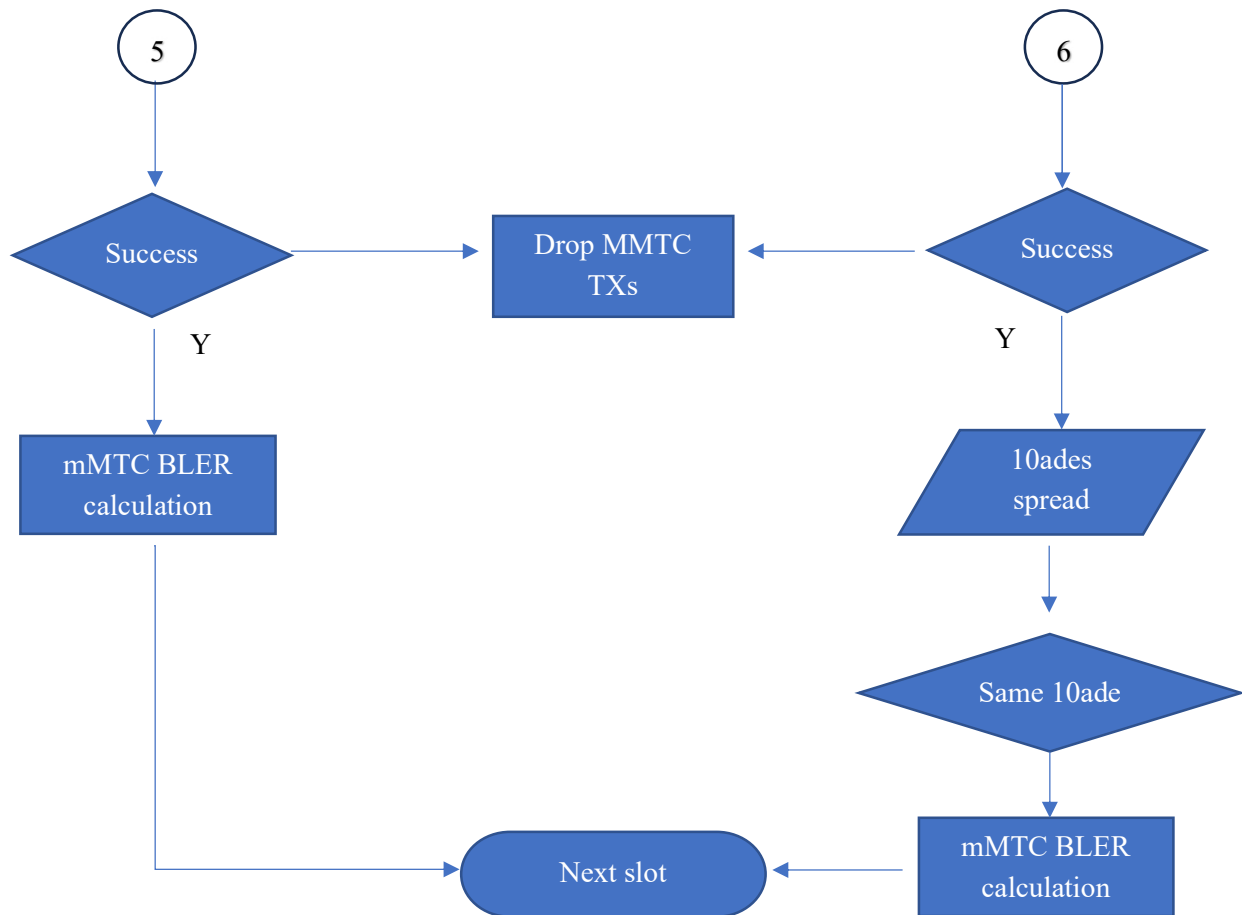 5
6
Success
Drop MMTC
TXs
Success
Y
Y
mMTC BLER
calculation
10ades
spread
Same 10ade
Next slot
mMTC BLER
calculation